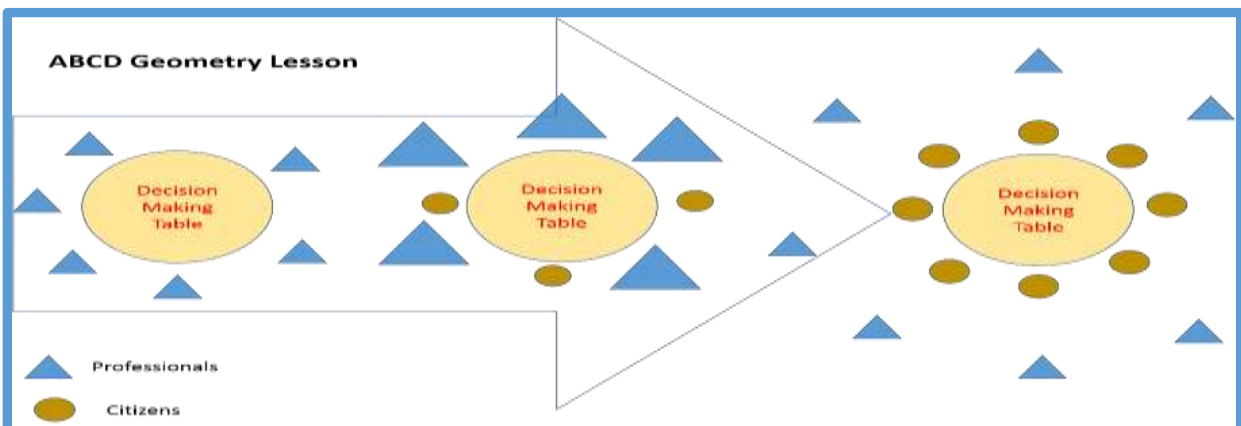 ABCD Geometry Lesson
Decision
Making
Table
Decision
Making
Table
Decision
Making
Table
Professionals
Citizens